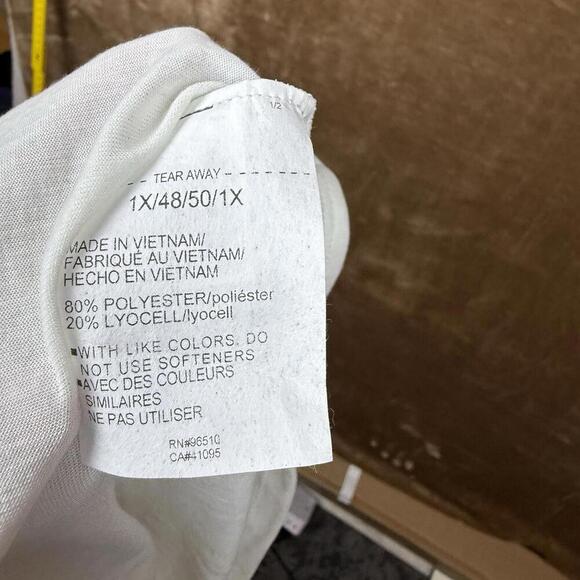 1/2
TEAR AWAY
1X/48/50/1X
MADE IN VIETNAM/
FABRIQUÉ AU VIETNAM/
HECHO EN VIETNAM
80% POLYESTER/poliéster
20% LYOCELL/lyocell
WITH LIKE COLORS, DO
NOT USE SOFTENERS
AVEC DES COULEURS
SIMILAIRES
NE PAS UTILISER
RN#96510
CA#41095